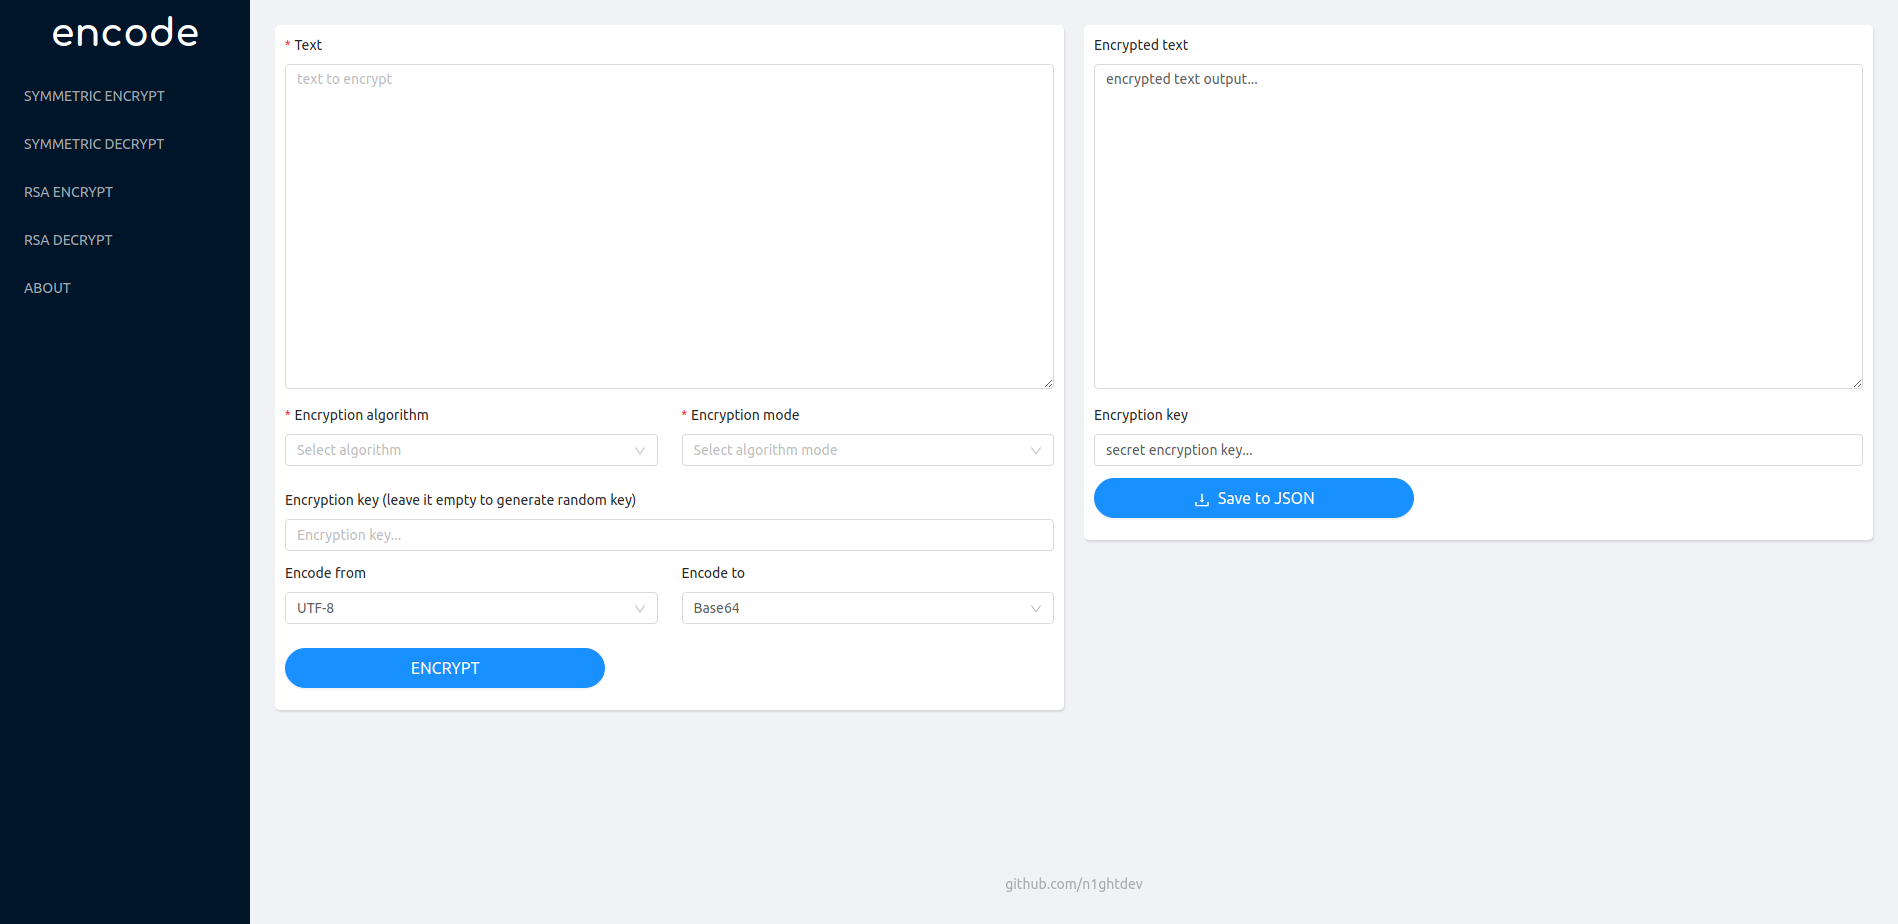 encode
SYMMETRIC ENCRYPT
SYMMETRIC DECRYPT
RSA ENCRYPT
RSA DECRYPT
ABOUT
* Text
text to encrypt
* Encryption algorithm
* Encryption mode
Select algorithm
Select algorithm mode
Encryption key (leave it empty to generate random key)
Encryption key...
Encode from
Encode to
UTF-8
Base64
ENCRYPT
Encrypted text
encrypted text output...
Encryption key
secret encryption key...
Save to JSON
github.com/n1ghtdev